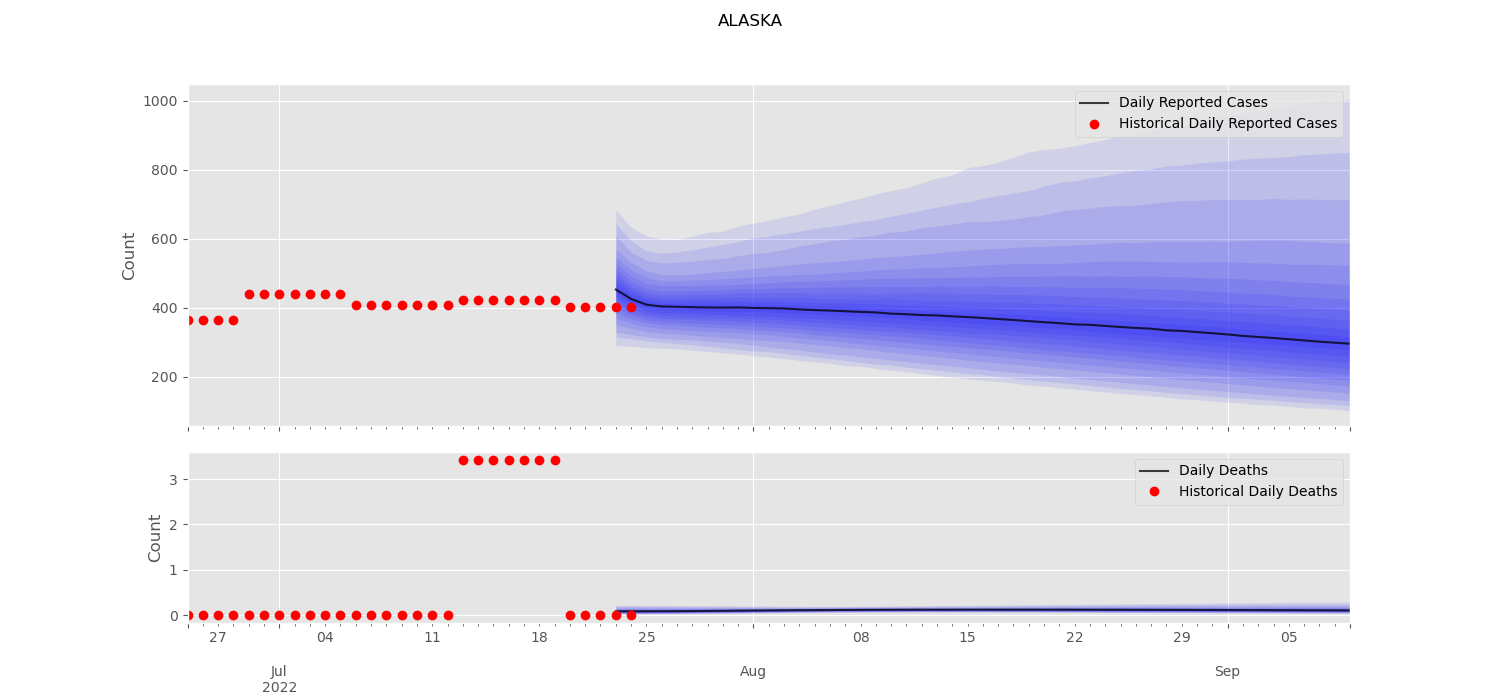 ALASKA
1000
800
600
400
200
Count
Daily Reported Cases
Historical Daily Reported Cases
3
2
1
0
Count
Daily Deaths
Historical Daily Deaths
27 04 11 18 25 08 15 22 29 05
Jul Aug Sep
2022